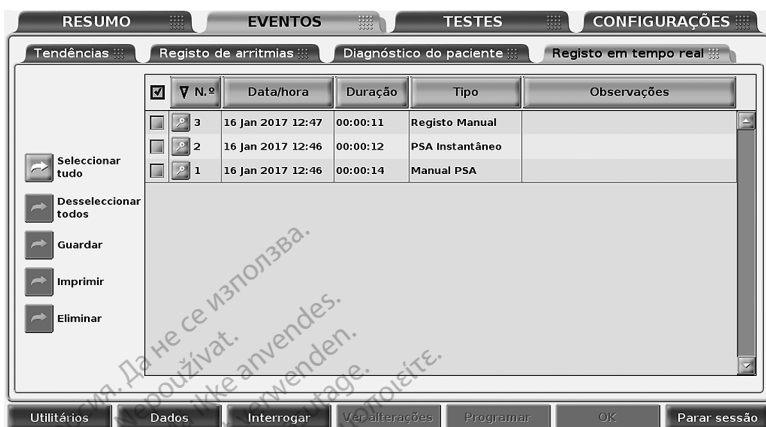 RESUMO EVENTOS TESTES CONFIGURAÇÕES
Tendências Registo de arritmias Diagnóstico do paciente Registo em tempo real
N.º Data/hora Duração Tipo Observações
3 16 Jan 2017 12:47 00:00:11 Registo Manual
2 16 Jan 2017 12:46 00:00:12 PSA Instantâneo
1 16 Jan 2017 12:46 00:00:14 Manual PSA
Seleccionar
tudo
Desseleccionar
todos
Guardar
Imprimir
Eliminar
Да не се използва.
Nepoužívat.
ikke anvendes.
Utilitários Dados Interrogar Ver alterações Programar OK Parar sessão